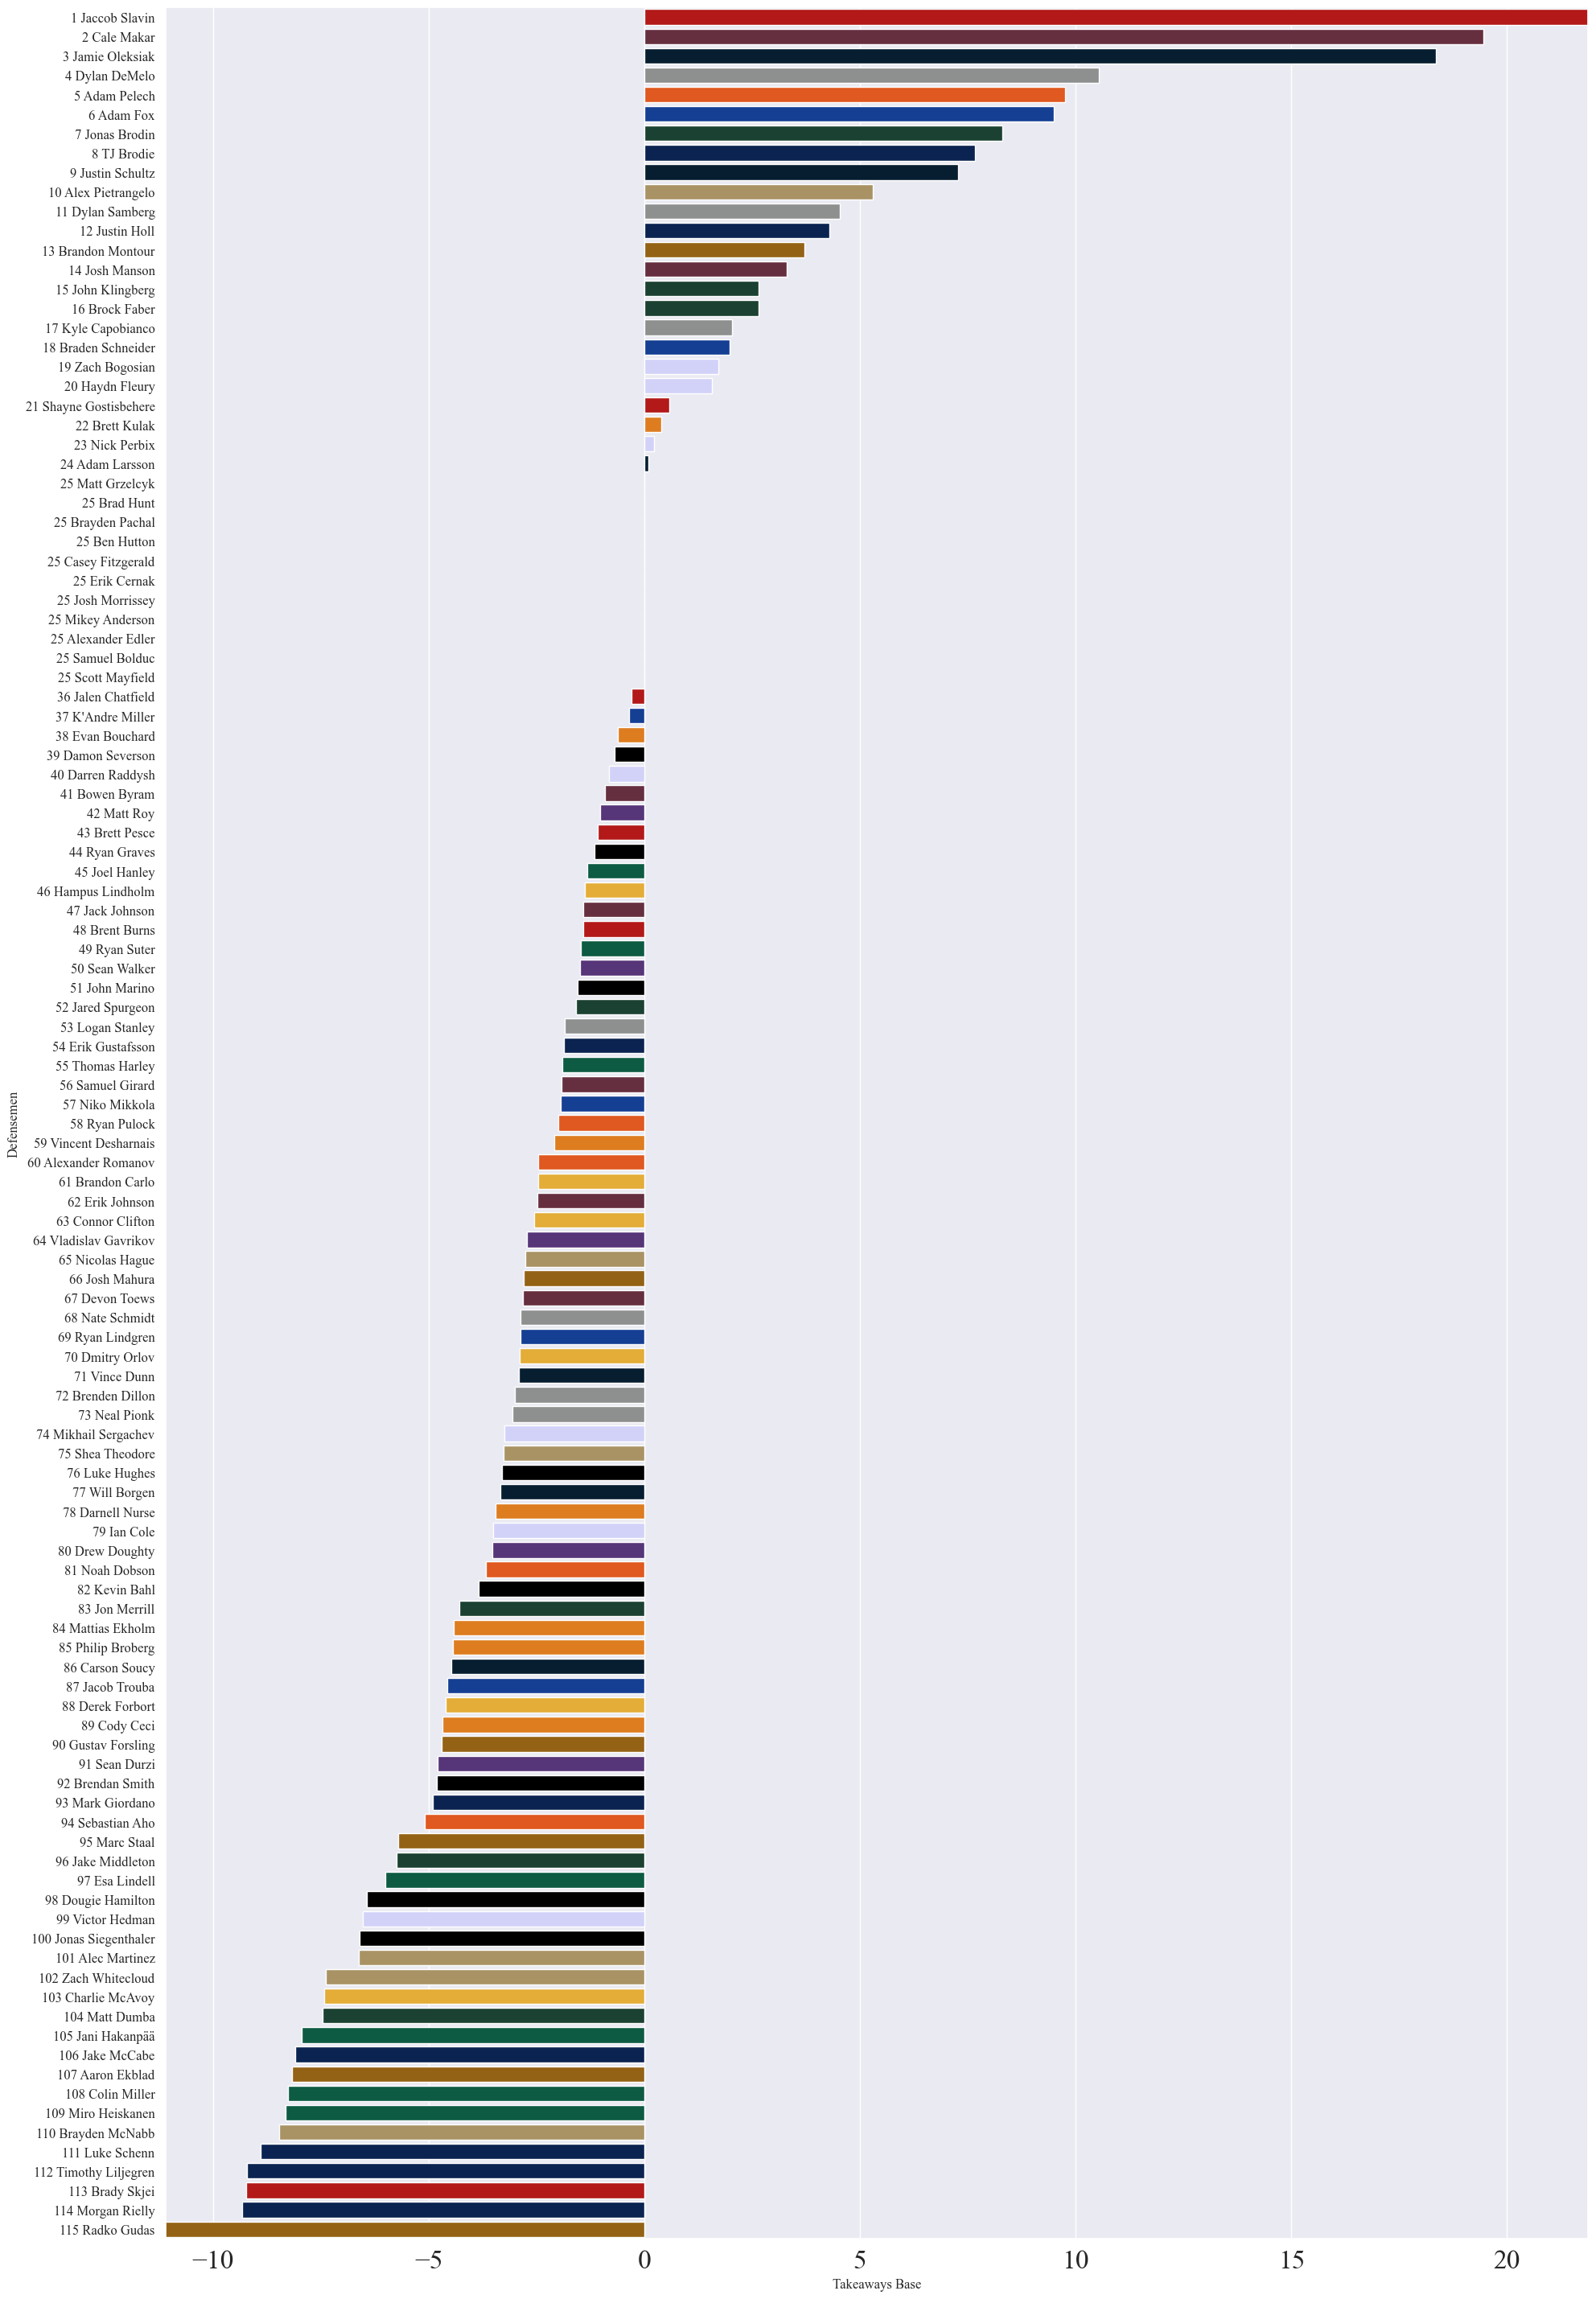 1 Jaccob Slavin
2 Cale Makar
3 Jamie Oleksiak
4 Dylan DeMelo
5 Adam Pelech
6 Adam Fox
7 Jonas Brodin
8 TJ Brodie
9 Justin Schultz
10 Alex Pietrangelo
11 Dylan Samberg
12 Justin Holl
13 Brandon Montour
14 Josh Manson
15 John Klingberg
16 Brock Faber
17 Kyle Capobianco
18 Braden Schneider
19 Zach Bogosian
20 Haydn Fleury
21 Shayne Gostisbehere
22 Brett Kulak
23 Nick Perbix
24 Adam Larsson
25 Matt Grzelcyk
25 Brad Hunt
25 Brayden Pachal
25 Ben Hutton
25 Casey Fitzgerald
25 Erik Cernak
25 Josh Morrissey
25 Mikey Anderson
25 Alexander Edler
25 Samuel Bolduc
25 Scott Mayfield
36 Jalen Chatfield
37 K'Andre Miller
38 Evan Bouchard
39 Damon Severson
40 Darren Raddysh
41 Bowen Byram
42 Matt Roy
43 Brett Pesce
44 Ryan Graves
45 Joel Hanley
46 Hampus Lindholm
47 Jack Johnson
48 Brent Burns
49 Ryan Suter
50 Sean Walker
51 John Marino
52 Jared Spurgeon
53 Logan Stanley
54 Erik Gustafsson
55 Thomas Harley
56 Samuel Girard
57 Niko Mikkola
58 Ryan Pulock
59 Vincent Desharnais
60 Alexander Romanov
61 Brandon Carlo
62 Erik Johnson
63 Connor Clifton
64 Vladislav Gavrikov
65 Nicolas Hague
66 Josh Mahura
67 Devon Toews
68 Nate Schmidt
69 Ryan Lindgren
70 Dmitry Orlov
71 Vince Dunn
72 Brenden Dillon
73 Neal Pionk
74 Mikhail Sergachev
75 Shea Theodore
76 Luke Hughes
77 Will Borgen
78 Darnell Nurse
79 Ian Cole
80 Drew Doughty
81 Noah Dobson
82 Kevin Bahl
83 Jon Merrill
84 Mattias Ekholm
85 Philip Broberg
86 Carson Soucy
87 Jacob Trouba
88 Derek Forbort
89 Cody Ceci
90 Gustav Forsling
91 Sean Durzi
92 Brendan Smith
93 Mark Giordano
94 Sebastian Aho
95 Marc Staal
96 Jake Middleton
97 Esa Lindell
98 Dougie Hamilton
99 Victor Hedman
100 Jonas Siegenthaler
101 Alec Martinez
102 Zach Whitecloud
103 Charlie McAvoy
104 Matt Dumba
105 Jani Hakanpää
106 Jake McCabe
107 Aaron Ekblad
108 Colin Miller
109 Miro Heiskanen
110 Brayden McNabb
111 Luke Schenn
112 Timothy Liljegren
113 Brady Skjei
114 Morgan Rielly
115 Radko Gudas
Defensemen
−10 −5 0 5 10 15 20
Takeaways Base